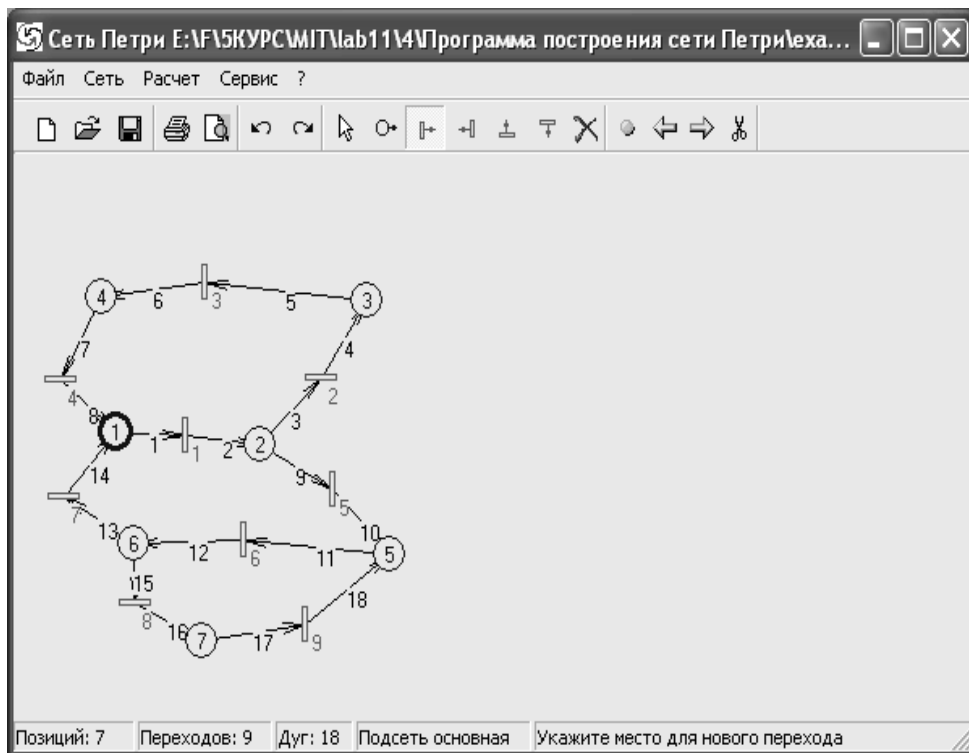 Сеть Петри E:\F\5КУРС\MIT\lab11\4\Программа построения сети Петри\exa...
Файл Сеть Расчет Сервис ?
4 6 3 5 3
7 4
4 2
8 3
1 1 1 2 2
14 9
7 5
13 10
6 12 6 11 5
15
8 18
16 7 17 9
Позиций: 7 Переходов: 9 Дуг: 18 Подсеть основная Укажите место для нового перехода